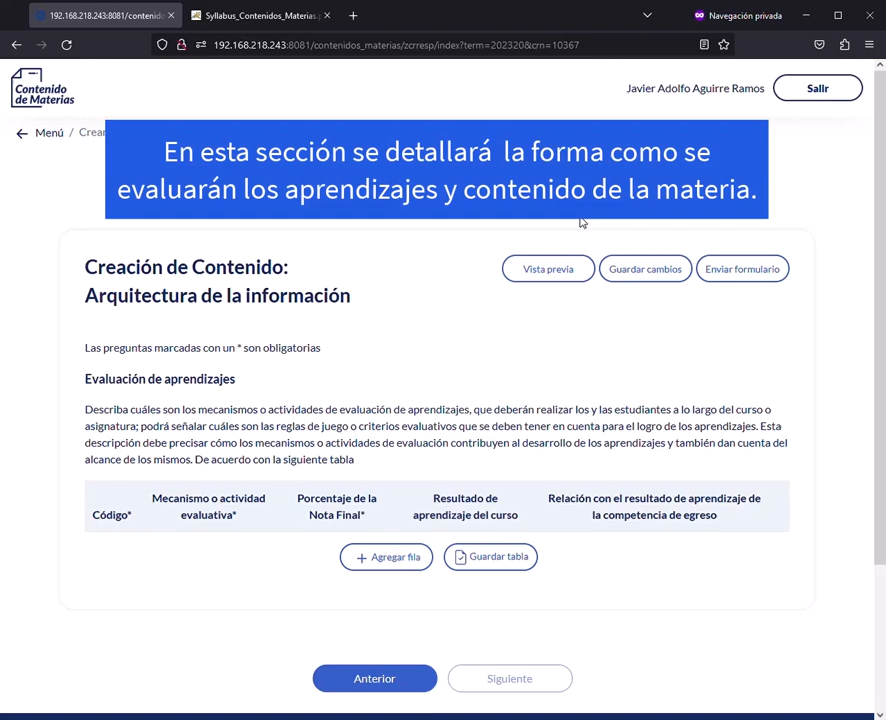 192.168.218.243:8081/contenido
Syllabus_Contenidos_Materias.p
Navegación privada
192.168.218.243:8081/contenidos_materias/zcrresp/index?term=202320&crn=10367
Contenido
de Materias
Javier Adolfo Aguirre Ramos
Salir
Menú / Crear
En esta sección se detallará la forma como se
evaluarán los aprendizajes y contenido de la materia.
Creación de Contenido:
Arquitectura de la información
Vista previa
Guardar cambios
Enviar formulario
Las preguntas marcadas con un * son obligatorias
Evaluación de aprendizajes
Describa cuáles son los mecanismos o actividades de evaluación de aprendizajes, que deberán realizar los y las estudiantes a lo largo del curso o
asignatura; podrá señalar cuáles son las reglas de juego o criterios evaluativos que se deben tener en cuenta para el logro de los aprendizajes. Esta
descripción debe precisar cómo los mecanismos o actividades de evaluación contribuyen al desarrollo de los aprendizajes y también dan cuenta del
alcance de los mismos. De acuerdo con la siguiente tabla
Código*
Mecanismo o actividad
evaluativa*
Porcentaje de la
Nota Final*
Resultado de
aprendizaje del curso
Relación con el resultado de aprendizaje de
la competencia de egreso
Agregar fila
Guardar tabla
Anterior
Siguiente